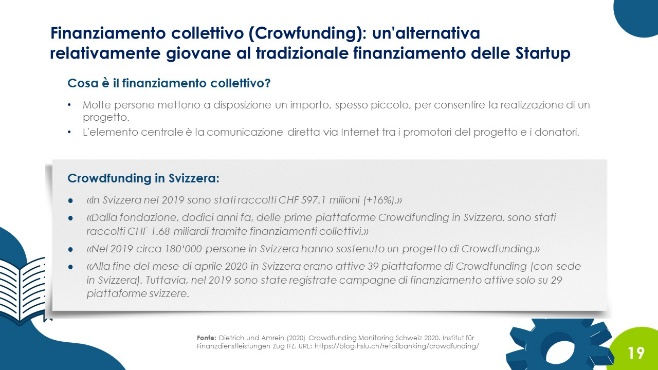 Finanziamento collettivo (Crowfunding): un'alternativa
relativamente giovane al tradizionale finanziamento delle Startup
Cosa è il finanziamento collettivo?
• Molte persone mettono a disposizione un importo, spesso piccolo, per consentire la realizzazione di un
progetto.
• L'elemento centrale è la comunicazione diretta via Internet tra i promotori del progetto e i donatori.
Crowdfunding in Svizzera:
• «In Svizzera nel 2019 sono stati raccolti CHF 597.1 milioni (+16%).»
• «Dalla fondazione, dodici anni fa, delle prime piattaforme Crowdfunding in Svizzera, sono stati
raccolti CHF 1.68 miliardi tramite finanziamenti collettivi.»
• «Nel 2019 circa 180'000 persone in Svizzera hanno sostenuto un progetto di Crowdfunding.»
• «Alla fine del mese di aprile 2020 in Svizzera erano attive 39 piattaforme di Crowdfunding (con sede
in Svizzera). Tuttavia, nel 2019 sono state registrate campagne di finanziamento attive solo su 29
piattaforme svizzere.
Fonte: Dietrich und Amrein (2020) Crowdfunding Monitoring Schweiz 2020. Institut für
Finanzdienstleistungen Zug IFZ. URL: https://blog.hslu.ch/retailbanking/crowdfunding/
19